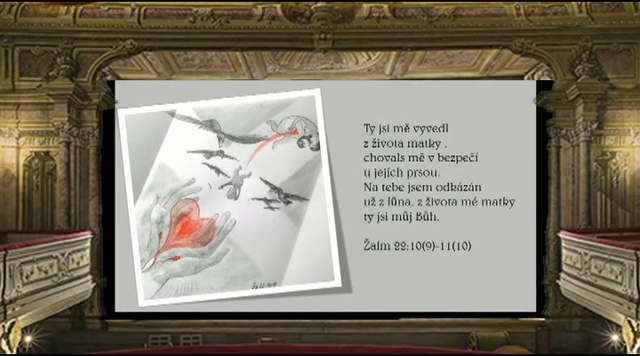 Ty jsi mě vyvedl
z života matky ,
chovals mě v bezpečí
u jejích prsou.
Na tebe jsem odkázán
už z lůna, z života mé matky
ty jsi můj Bůh.
Žalm 22:10(9)-11(10)